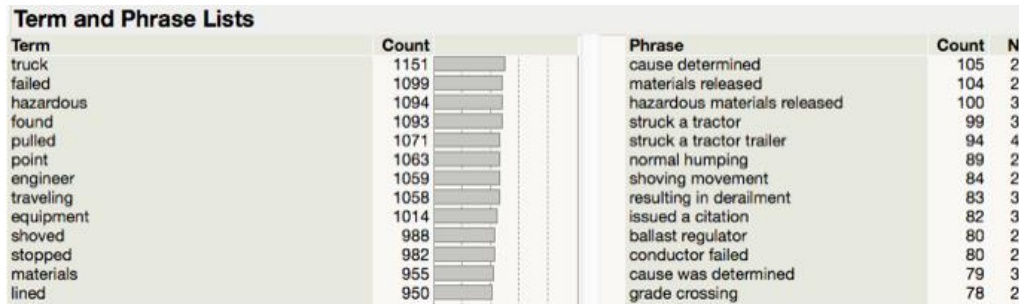 Term and Phrase Lists
Term Count
truck 1151
failed 1099
hazardous 1094
found 1093
pulled 1071
point 1063
engineer 1059
traveling 1058
equipment 1014
shoved 988
stopped 982
materials 955
lined 950
Phrase Count N
cause determined 105 2
materials released 104 2
hazardous materials released 100 3
struck a tractor 99 3
struck a tractor trailer 94 4
normal humping 89 2
shoving movement 84 2
resulting in derailment 83 3
issued a citation 82 3
ballast regulator 80 2
conductor failed 80 2
cause was determined 79 3
grade crossing 78 2